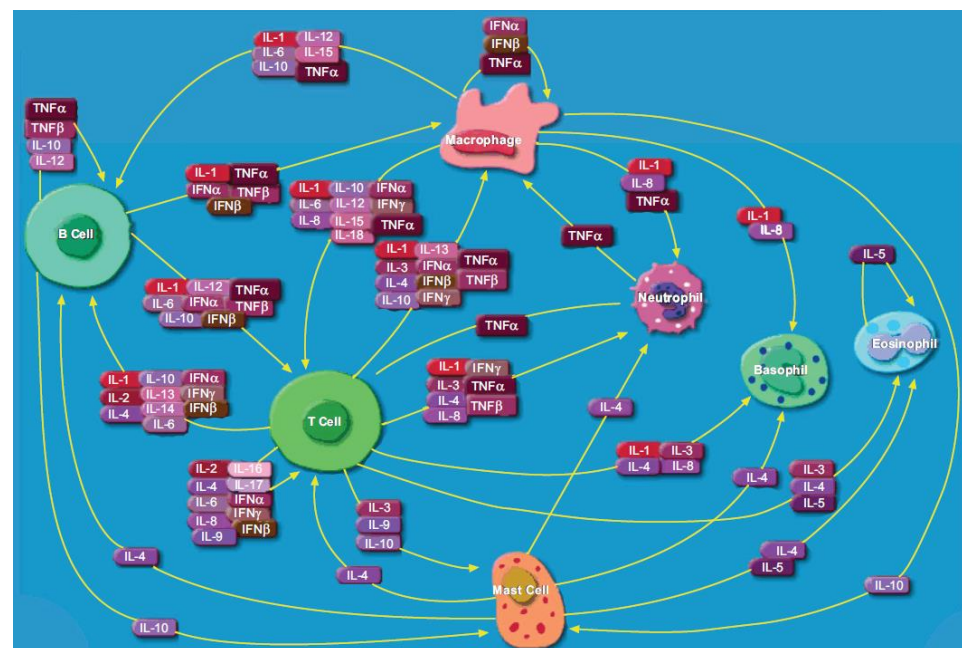 IL-1 IL-12
IL-6 IL-15
IL-10 TNFα
IFNα
IFNβ
TNFα
TNFα
TNFβ
IL-10
IL-12
Macrophage
IL-1 TNFα
IFNα TNFβ
IFNβ
IL-1 IL-10 IFNα
IL-6 IL-12 IFNγ
IL-8 IL-15 TNFα
IL-18
IL-1
IL-8
TNFα
IL-1
IL-8
B Cell
TNFα
IL-1 IL-13 TNFα
IL-3 IFNα TNFβ
IL-4 IFNβ
IL-10 IFNγ
IL-5
IL-1 IL-12 TNFα
IL-6 IFNα TNFβ
IL-10 IFNβ
Neutrophil
TNFα
Eosinophil
Basophil
IL-1 IL-10 IFNα
IL-2 IL-13 IFNγ
IL-4 IL-14 IFNβ
IL-6
IL-1 IFNγ
IL-3 TNFα
IL-4 TNFβ
IL-8
T Cell
IL-4
IL-1 IL-3
IL-4 IL-8
IL-2 IL-16
IL-4 IL-17
IL-6 IFNα
IL-8 IFNγ
IL-9 IFNβ
IL-3
IL-9
IL-10
IL-4
IL-3
IL-4
IL-5
IL-4
IL-4
IL-4
IL-5
Mast Cell
IL-10
IL-10